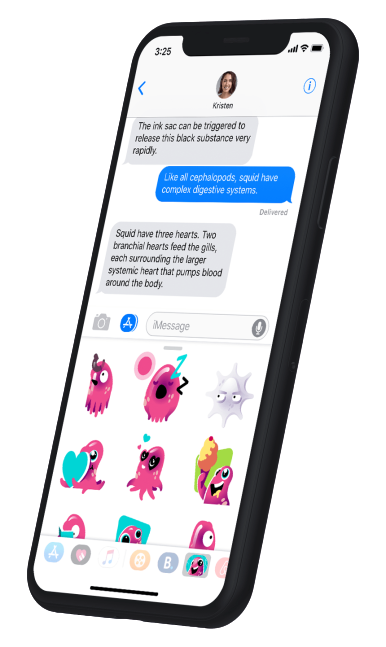 3:25
Kristen
The ink sac can be triggered to
release this black substance very
rapidly.
Like all cephalopods, squid have
complex digestive systems.
Delivered
Squid have three hearts. Two
branchial hearts feed the gills,
each surrounding the larger
systemic heart that pumps blood
around the body.
iMessage
Z
z
B.